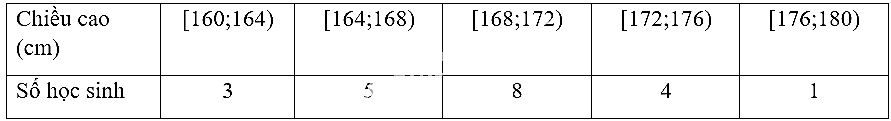 Chiều cao (cm) [160;164) [164;168) [168;172) [172;176) [176;180)
Số học sinh 3 5 8 4 1